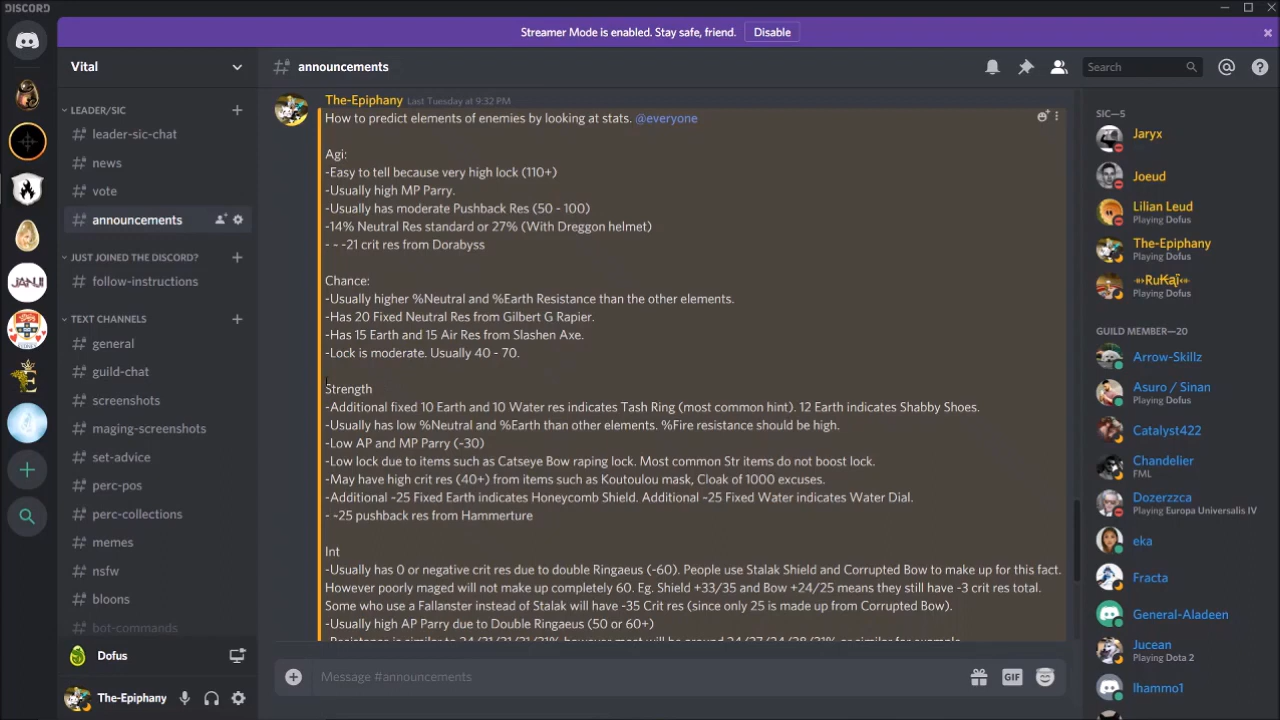 DISCORD
Streamer Mode is enabled. Stay safe, friend.
Disable
Vital
announcements
Search
LEADER/SIC
leader-sic-chat
news
vote
announcements
JUST JOINED THE DISCORD?
follow-instructions
TEXT CHANNELS
general
guild-chat
screenshots
maging-screenshots
set-advice
perc-pos
perc-collections
memes
nsfw
bloons
bot-commands
Dofus
The-Epiphany
The-Epiphany Last Tuesday at 9:32 PM
How to predict elements of enemies by looking at stats. @everyone
Agi:
-Easy to tell because very high lock (110+)
-Usually high MP Parry.
-Usually has moderate Pushback Res (50 - 100)
-14% Neutral Res standard or 27% (With Dreggon helmet)
- ~ -21 crit res from Dorabyss
Chance:
-Usually higher %Neutral and %Earth Resistance than the other elements.
-Has 20 Fixed Neutral Res from Gilbert G Rapier.
-Has 15 Earth and 15 Air Res from Slashen Axe.
-Lock is moderate. Usually 40 - 70.
Strength
-Additional fixed 10 Earth and 10 Water res indicates Tash Ring (most common hint). 12 Earth indicates Shabby Shoes.
-Usually has low %Neutral and %Earth than other elements. %Fire resistance should be high.
-Low AP and MP Parry (~30)
-Low lock due to items such as Catseye Bow raping lock. Most common Str items do not boost lock.
-May have high crit res (40+) from items such as Koutoulou mask, Cloak of 1000 excuses.
-Additional ~25 Fixed Earth indicates Honeycomb Shield. Additional ~25 Fixed Water indicates Water Dial.
- ~25 pushback res from Hammerture
Int
-Usually has 0 or negative crit res due to double Ringaeus (-60). People use Stalak Shield and Corrupted Bow to make up for this fact.
However poorly maged will not make up completely 60. Eg. Shield +33/35 and Bow +24/25 means they still have -3 crit res total.
Some who use a Fallanster instead of Stalak will have -35 Crit res (since only 25 is made up from Corrupted Bow).
-Usually high AP Parry due to Double Ringaeus (50 or 60+)
Message #announcements
GIF
SIC—5
Jaryx
Joeud
Lilian Leud
Playing Dofus
The-Epiphany
Playing Dofus
Playing Dofus
GUILD MEMBER—20
Arrow-Skillz
Asuro / Sinan
Playing Dofus
Catalyst422
Chandelier
FML
Dozerzzca
Playing Europa Universalis IV
eka
Fracta
General-Aladeen
Jucean
Playing Dota 2
lhammo1